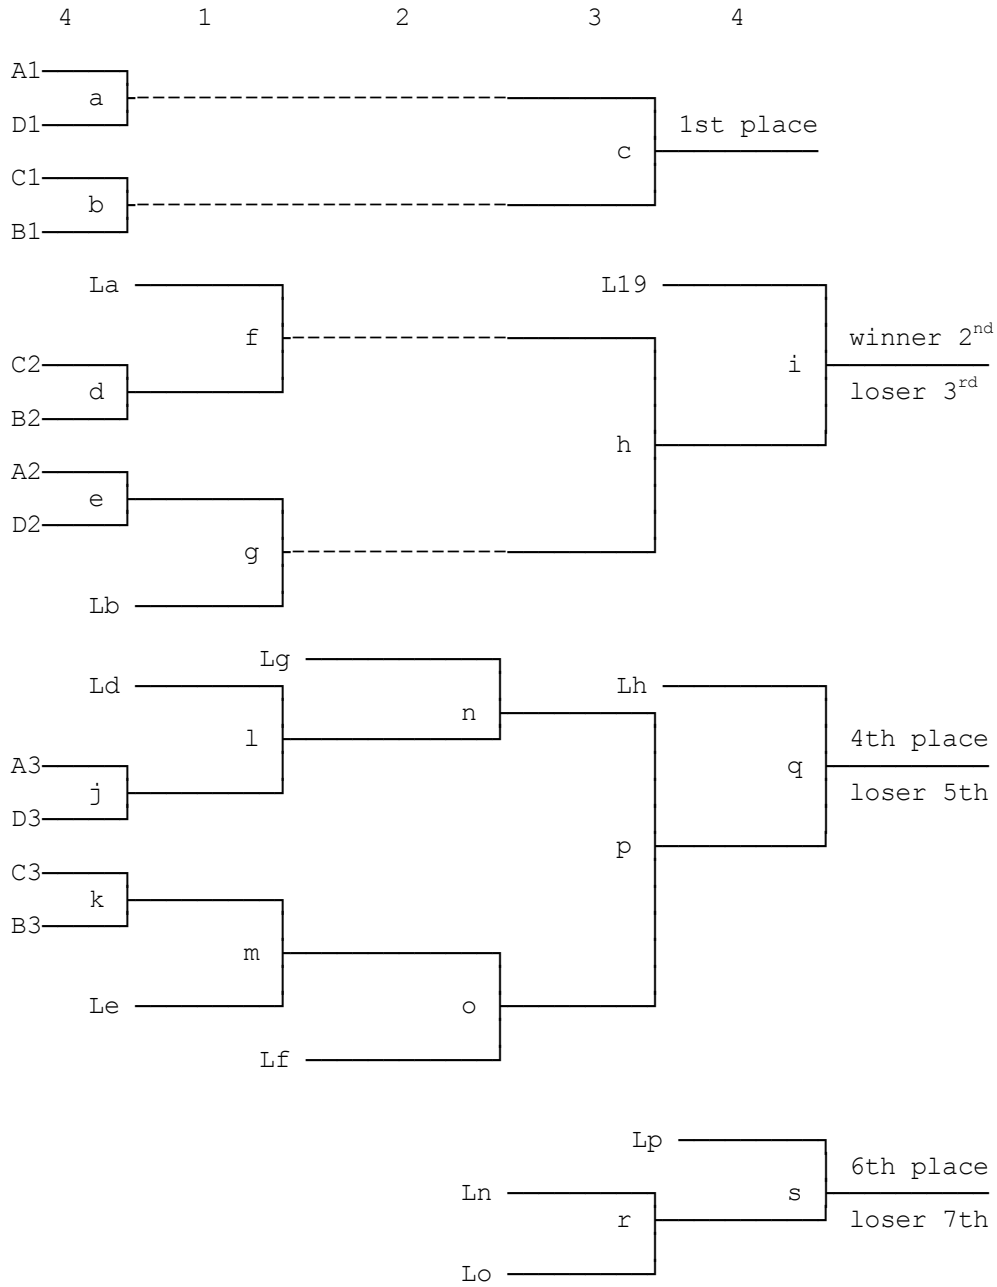 4 1 2 3 4
A1
a
D1
1st place
c
C1
b
B1
La
L19
f
winner 2nd
C2
i
d
loser 3rd
B2
h
A2
e
D2
g
Lb
Lg
Ld
Lh
n
l
4th place
A3
q
j
loser 5th
D3
p
C3
k
B3
m
Le
o
Lf
Lp
6th place
Ln
s
r
loser 7th
Lo